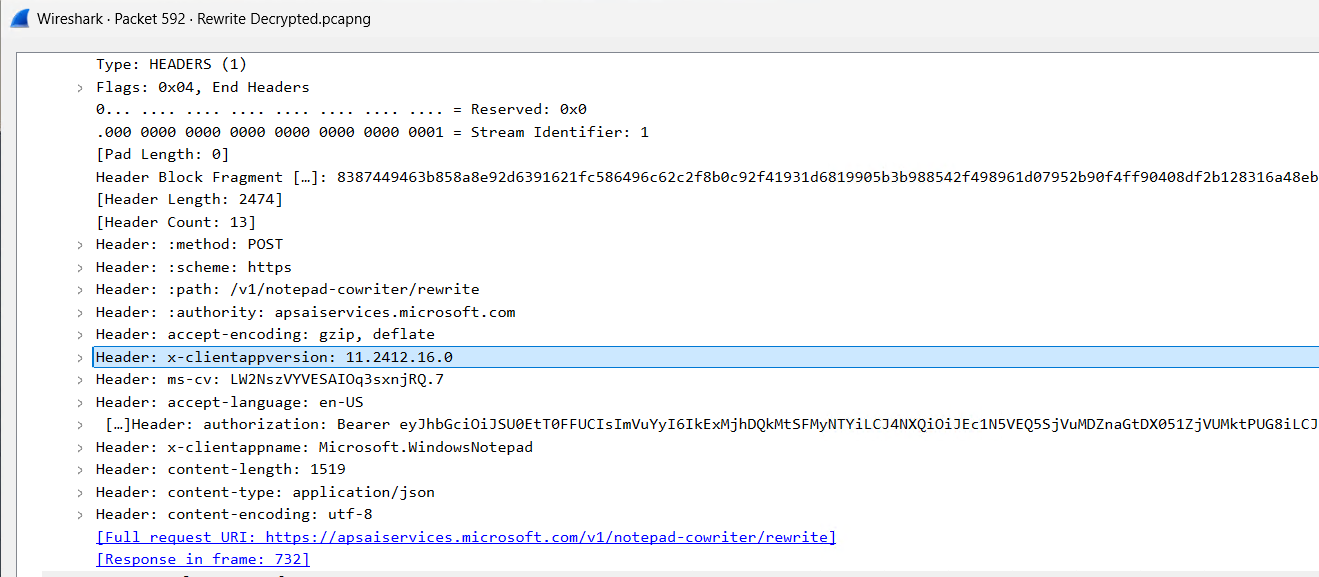 Wireshark · Packet 592 · Rewrite Decrypted.pcapng
Type: HEADERS (1)
Flags: 0x04, End Headers
0... .... .... .... .... .... .... .... = Reserved: 0x0
.000 0000 0000 0000 0000 0000 0000 0001 = Stream Identifier: 1
[Pad Length: 0]
Header Block Fragment […]: 8387449463b858a8e92d6391621fc586496c62c2f8b0c92f41931d6819905b3b988542f498961d07952b90f4ff90408df2b128316a48eb
[Header Length: 2474]
[Header Count: 13]
Header: :method: POST
Header: :scheme: https
Header: :path: /v1/notepad-cowriter/rewrite
Header: :authority: apsaiservices.microsoft.com
Header: accept-encoding: gzip, deflate
Header: x-clientappversion: 11.2412.16.0
Header: ms-cv: LW2NszVYVESAIOq3sxnjRQ.7
Header: accept-language: en-US
[…]Header: authorization: Bearer eyJhbGciOiJSU0EtT0FFUCIsImVuYyI6IkExMjhDQkMtSFMyNTYiLCJ4NXQiOiJEc1N5VEQ5SjVuMDZnaGtDX051ZjVUMktPUG8iLCJ
Header: x-clientappname: Microsoft.WindowsNotepad
Header: content-length: 1519
Header: content-type: application/json
Header: content-encoding: utf-8
[Full request URI: https://apsaiservices.microsoft.com/v1/notepad-cowriter/rewrite]
[Response in frame: 732]